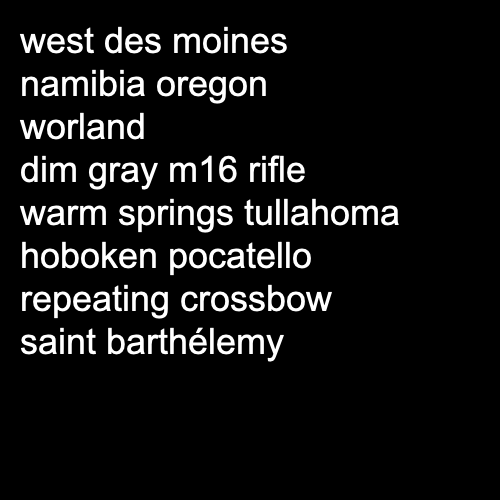 west des moines
namibia oregon
worland
dim gray m16 rifle
warm springs tullahoma
hoboken pocatello
repeating crossbow
saint barthélemy